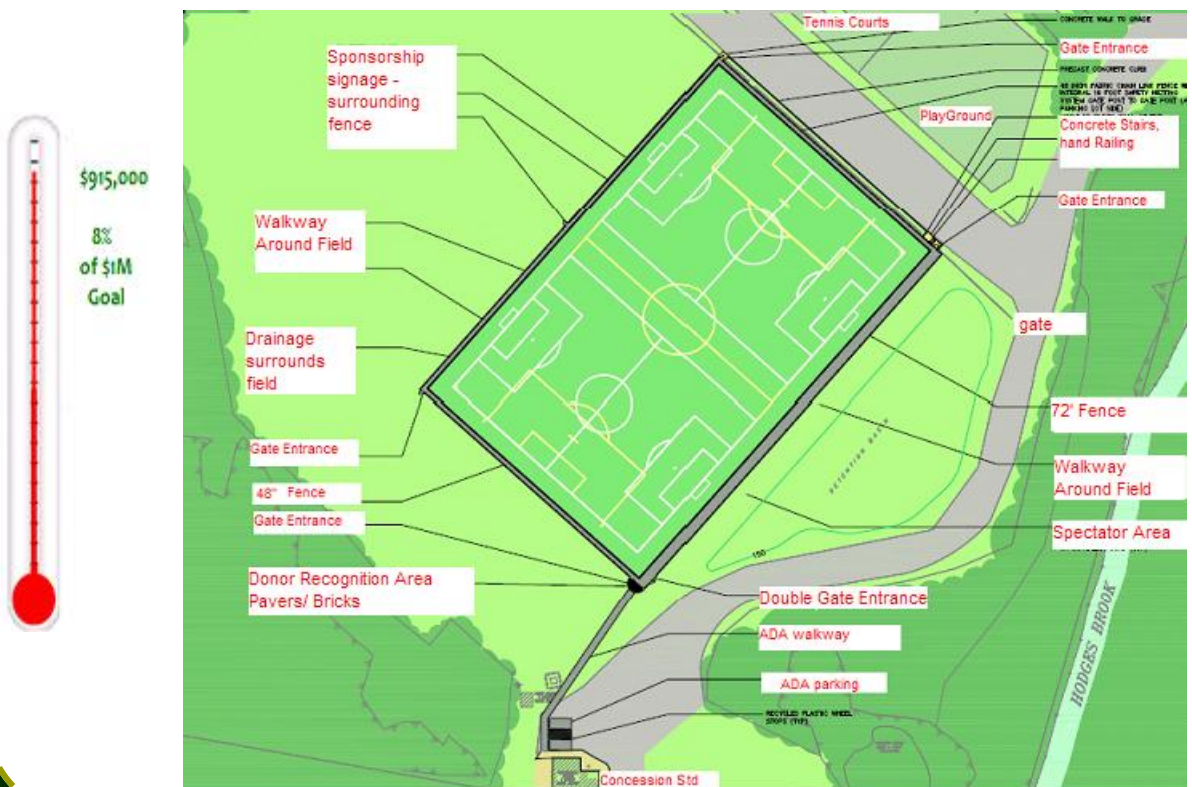 $915,000
8%
of $1M
Goal
Sponsorship
signage -
surrounding
fence
Walkway
Around Field
Drainage
surrounds
field
Gate Entrance
48" Fence
Gate Entrance
Donor Recognition Area
Pavers/ Bricks
Tennis Courts
CONCRETE WALK TO GRADE
Gate Entrance
PRECAST CONCRETE CURB
PlayGround
Concrete Stairs,
hand Railing
Gate Entrance
gate
72' Fence
Walkway
Around Field
Spectator Area
DETENTION BASIN
150
Double Gate Entrance
ADA walkway
ADA parking
RECYCLED PLASTIC WHEEL
STOPS (TYP)
Concession Std
HODGES BROOK